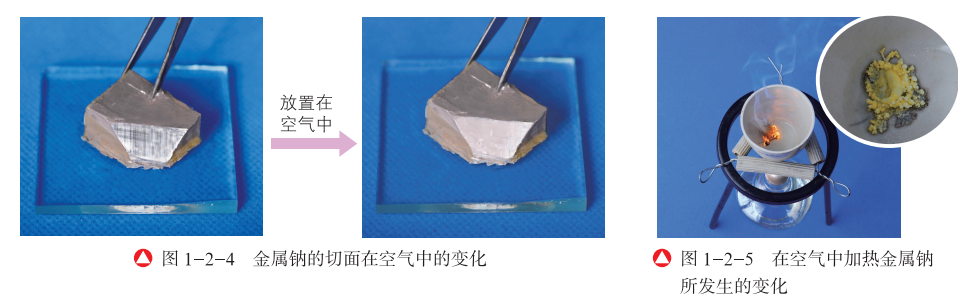 放置在
空气中
图 1-2-4 金属钠的切面在空气中的变化
图 1-2-5 在空气中加热金属钠
所发生的变化